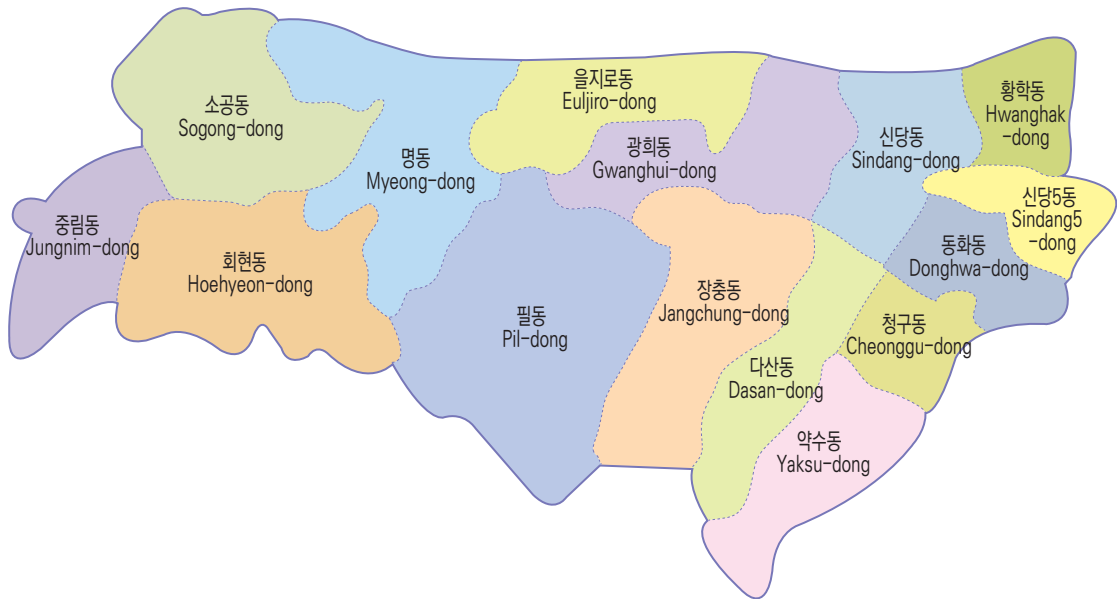 소공동
Sogong-dong
을지로동
Euljiro-dong
황학동
Hwanghak
-dong
명동
Myeong-dong
광희동
Gwanghui-dong
신당동
Sindang-dong
중림동
Jungnim-dong
신당5동
Sindang5
-dong
회현동
Hoehyeon-dong
동화동
Donghwa-dong
필동
Pil-dong
장충동
Jangchung-dong
청구동
Cheonggu-dong
다산동
Dasan-dong
약수동
Yaksu-dong